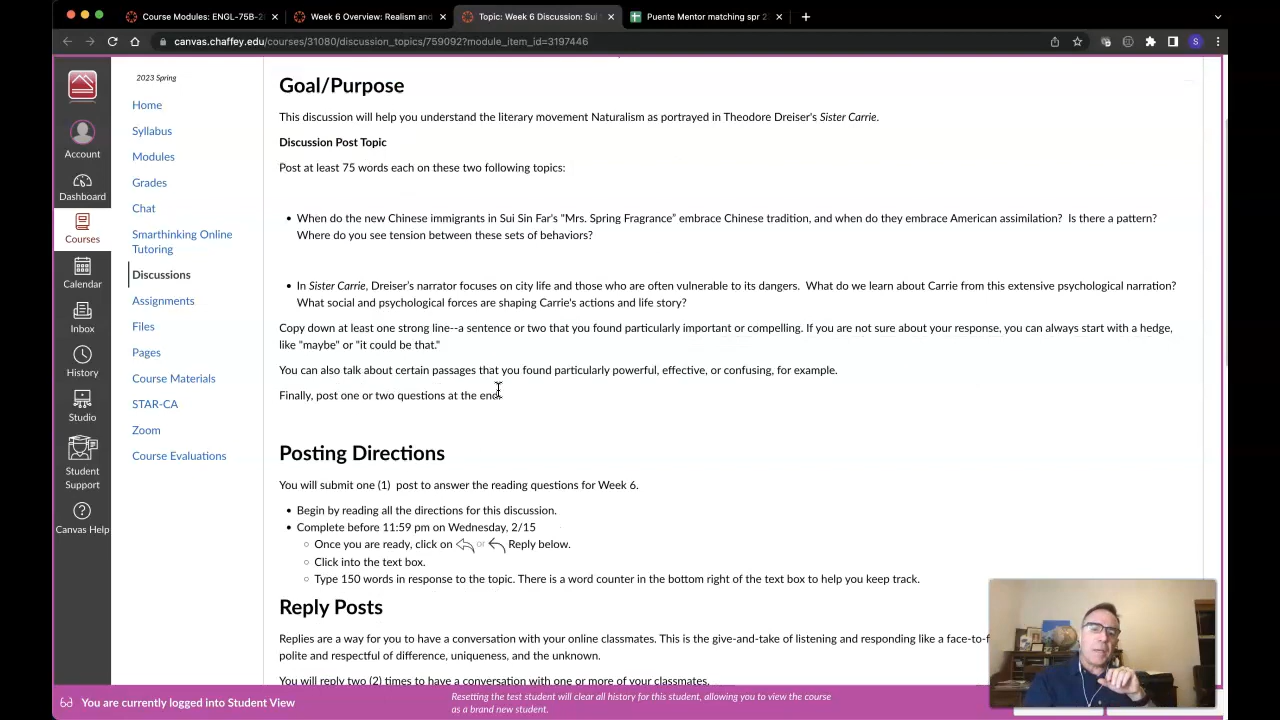 Course Modules: ENGL-75B-2
Week 6 Overview: Realism and
Topic: Week 6 Discussion: Sui
Puente Mentor matching spr 2
canvas.chaffey.edu/courses/31080/discussion_topics/759092?module_item_id=3197446
S
2023 Spring
Home
Syllabus
Modules
Grades
Chat
Smarthinking Online
Tutoring
Discussions
Assignments
Files
Pages
Course Materials
STAR-CA
Zoom
Course Evaluations
Account
Dashboard
Courses
Calendar
Inbox
History
Studio
Student
Support
Canvas Help
Goal/Purpose
This discussion will help you understand the literary movement Naturalism as portrayed in Theodore Dreiser's Sister Carrie.
Discussion Post Topic
Post at least 75 words each on these two following topics:
• When do the new Chinese immigrants in Sui Sin Far's "Mrs. Spring Fragrance" embrace Chinese tradition, and when do they embrace American assimilation? Is there a pattern?
Where do you see tension between these sets of behaviors?
• In Sister Carrie, Dreiser's narrator focuses on city life and those who are often vulnerable to its dangers. What do we learn about Carrie from this extensive psychological narration?
What social and psychological forces are shaping Carrie's actions and life story?
Copy down at least one strong line--a sentence or two that you found particularly important or compelling. If you are not sure about your response, you can always start with a hedge,
like "maybe" or "it could be that."
You can also talk about certain passages that you found particularly powerful, effective, or confusing, for example.
Finally, post one or two questions at the end.
Posting Directions
You will submit one (1) post to answer the reading questions for Week 6.
• Begin by reading all the directions for this discussion.
• Complete before 11:59 pm on Wednesday, 2/15
○ Once you are ready, click on or Reply below.
○ Click into the text box.
○ Type 150 words in response to the topic. There is a word counter in the bottom right of the text box to help you keep track.
Reply Posts
Replies are a way for you to have a conversation with your online classmates. This is the give-and-take of listening and responding like a face-to-f
polite and respectful of difference, uniqueness, and the unknown.
You will reply two (2) times to have a conversation with one or more of your classmates.
You are currently logged into Student View
Resetting the test student will clear all history for this student, allowing you to view the course
as a brand new student.